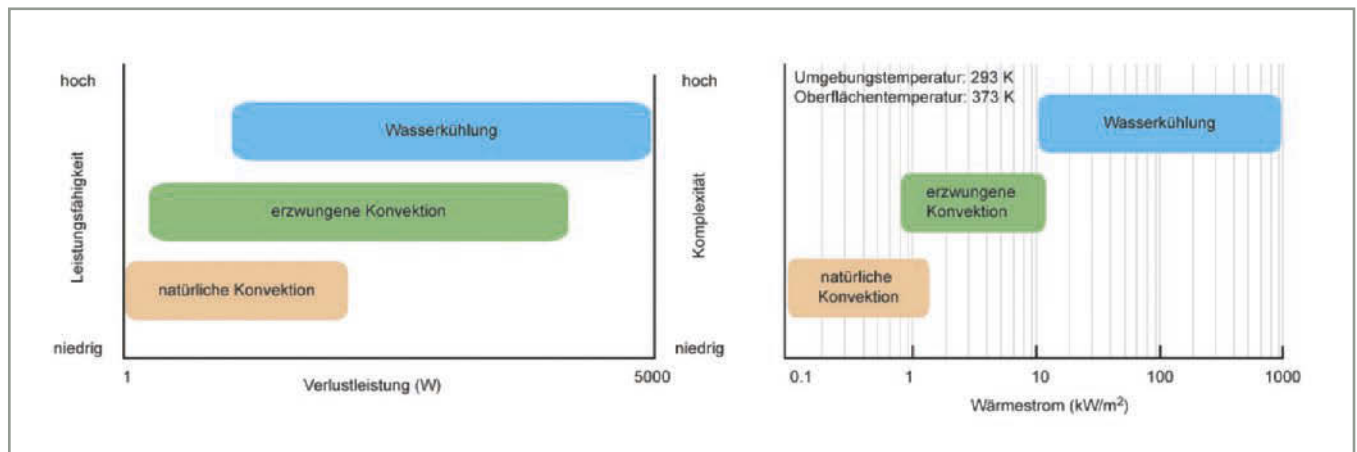 hoch
Leistungsfähigkeit
niedrig
Wasserkühlung
erzwungene Konvektion
natürliche Konvektion
1
5000
Verlustleistung (W)
hoch
Komplexität
niedrig
Umgebungstemperatur: 293 K
Oberflächentemperatur: 373 K
Wasserkühlung
erzwungene
Konvektion
natürliche
Konvektion
0.1
1
10
100
1000
Wärmestrom (kW/m²)